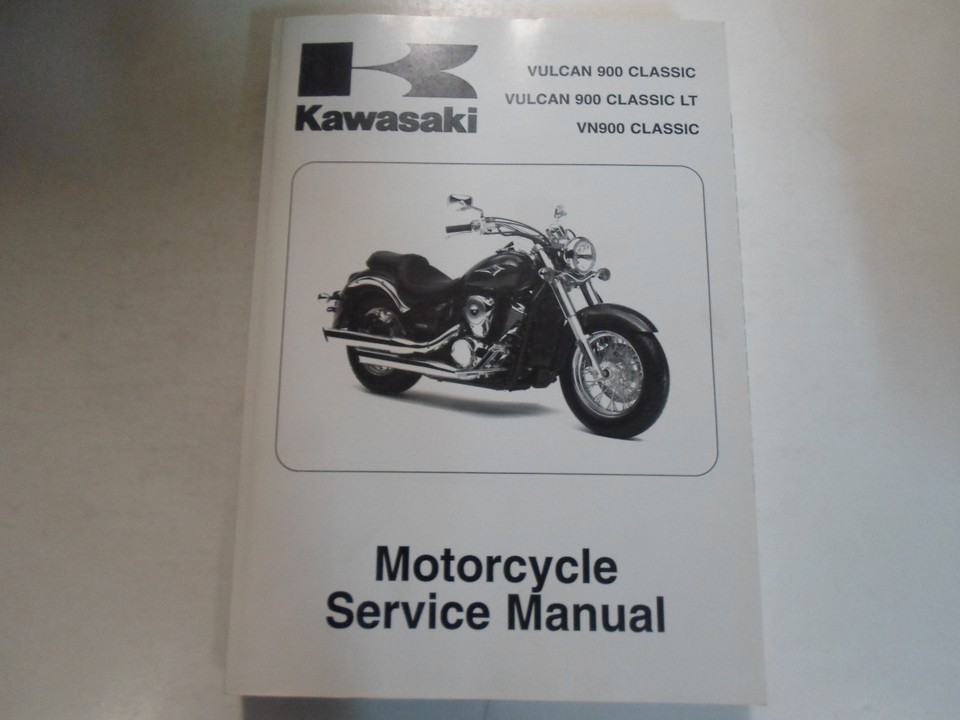 Kawasaki
VULCAN 900 CLASSIC
VULCAN 900 CLASSIC LT
VN900 CLASSIC
Motorcycle
Service Manual